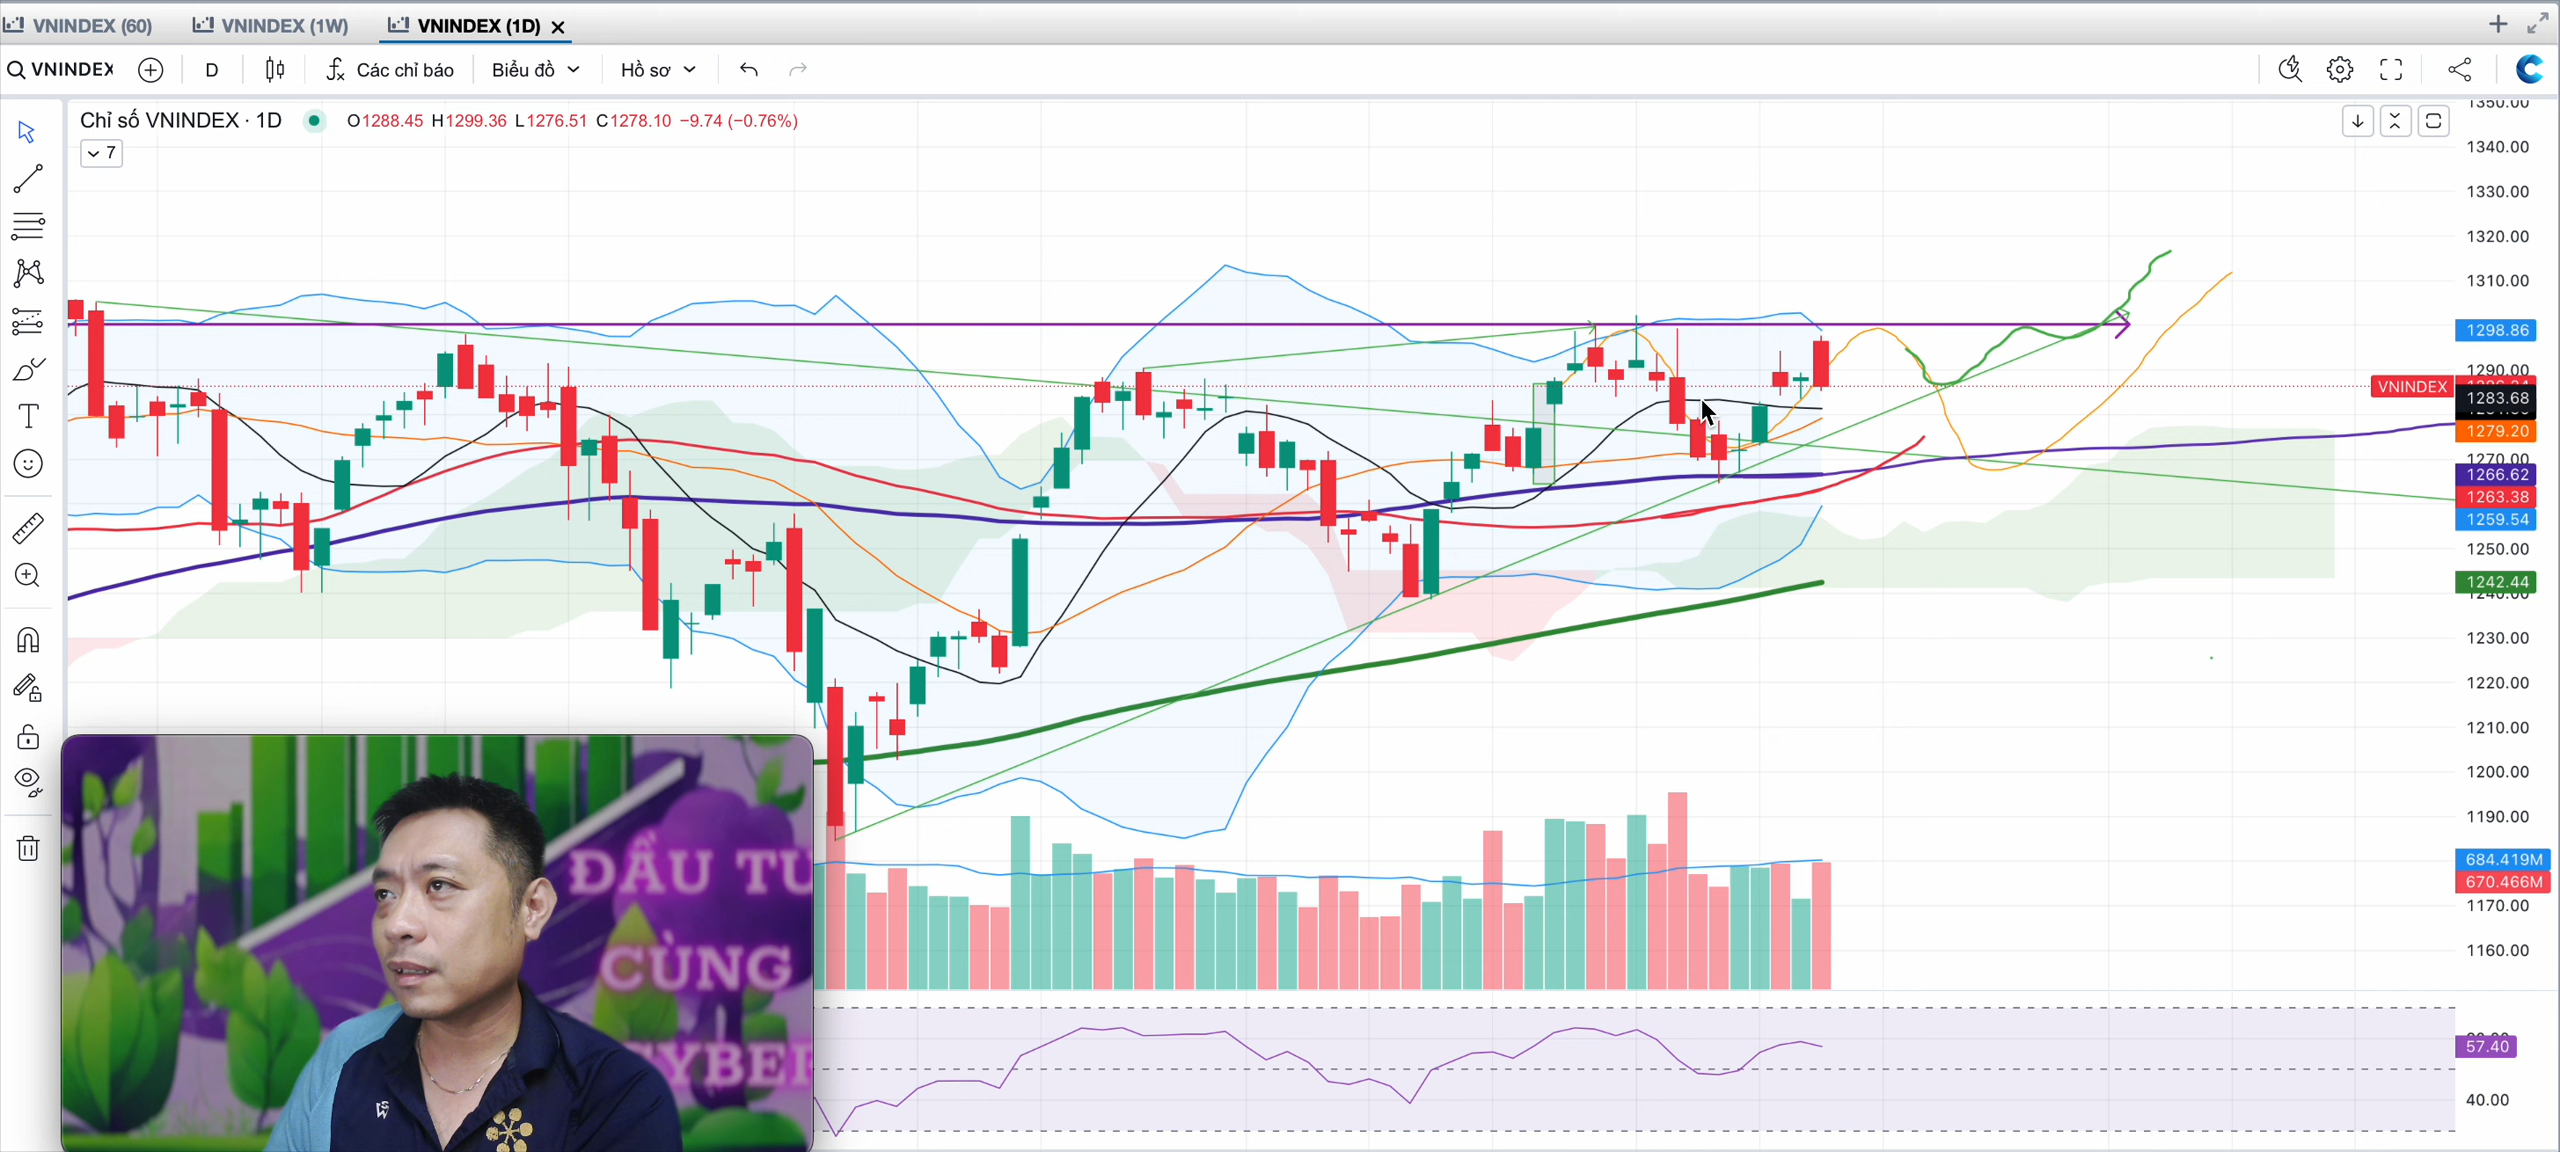 VNINDEX (60) VNINDEX (1W) VNINDEX (1D)
VNINDEX D Các chỉ báo Biểu đồ Hồ sơ
Chỉ số VNINDEX · 1D O1288.45 H1299.36 L1276.51 C1278.10 −9.74 (−0.76%)
7
1350.00
1340.00
1330.00
1320.00
1310.00
1298.86
1290.00
VNINDEX
1283.68
1279.20
1270.00
1266.62
1263.38
1259.54
1250.00
1242.44
1240.00
1230.00
1220.00
1210.00
1200.00
1190.00
684.419M
670.466M
1170.00
1160.00
57.40
40.00
ĐẦU TƯ
CÙNG
CYBER